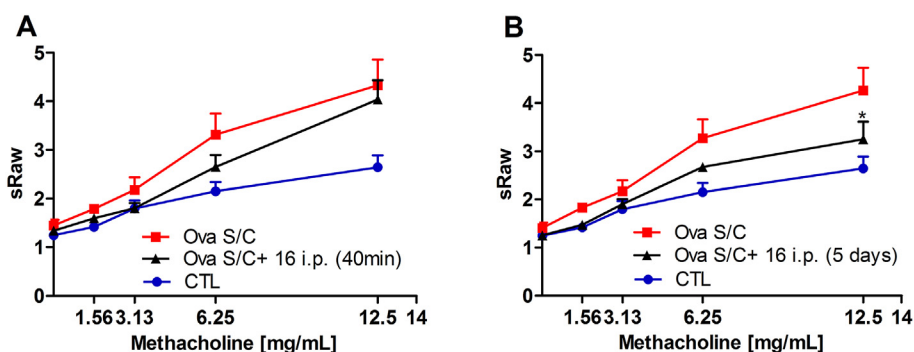 A
5
4
3
2
1
0
sRaw
Ova S/C
Ova S/C+ 16 i.p. (40min)
CTL
1.56 3.13 6.25 12.5 14
Methacholine [mg/mL]
B
5
4
3
2
1
0
sRaw
*
Ova S/C
Ova S/C+ 16 i.p. (5 days)
CTL
1.56 3.13 6.25 12.5 14
Methacholine [mg/mL]